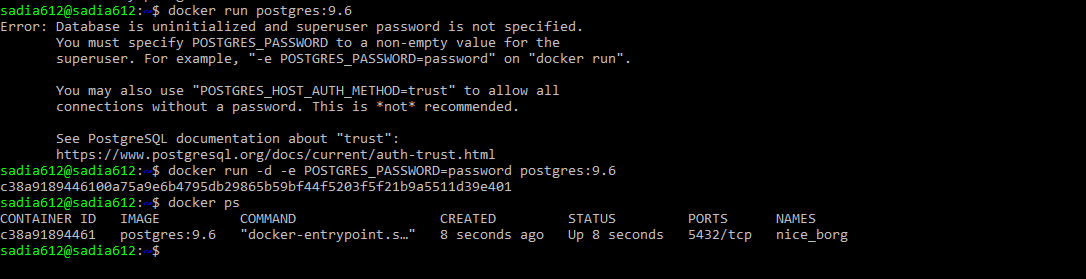 sadia612@sadia612:~$ docker run postgres:9.6
Error: Database is uninitialized and superuser password is not specified.
You must specify POSTGRES_PASSWORD to a non-empty value for the
superuser. For example, "-e POSTGRES_PASSWORD=password" on "docker run".
You may also use "POSTGRES_HOST_AUTH_METHOD=trust" to allow all
connections without a password. This is *not* recommended.
See PostgreSQL documentation about "trust":
https://www.postgresql.org/docs/current/auth-trust.html
sadia612@sadia612:~$ docker run -d -e POSTGRES_PASSWORD=password postgres:9.6
c38a9189446100a75a9e6b4795db29865b59bf44f5203f5f21b9a5511d39e401
sadia612@sadia612:~$ docker ps
CONTAINER ID IMAGE COMMAND CREATED STATUS PORTS NAMES
c38a91894461 postgres:9.6 "docker-entrypoint.s…" 8 seconds ago Up 8 seconds 5432/tcp nice_borg
sadia612@sadia612:~$